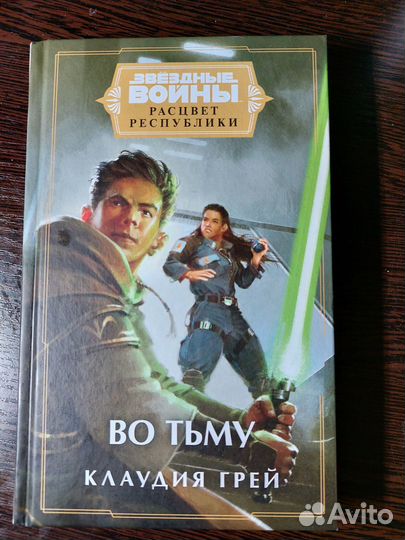 ЗВЁЗДНЫЕ
ВОЙНЫ
РАСЦВЕТ
РЕСПУБЛИКИ
ВО ТЬМУ
КЛАУДИЯ ГРЕЙ
Avito